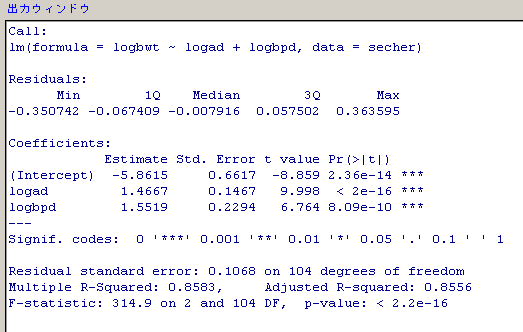 出力ウィンドウ
Call:
lm(formula = logbwt ~ logad + logbpd, data = secher)
Residuals:
Min 1Q Median 3Q Max
-0.350742 -0.067409 -0.007916 0.057502 0.363595
Coefficients:
Estimate Std. Error t value Pr(>|t|)
(Intercept) -5.8615 0.6617 -8.859 2.36e-14 ***
logad 1.4667 0.1467 9.998 < 2e-16 ***
logbpd 1.5519 0.2294 6.764 8.09e-10 ***
---
Signif. codes: 0 '***' 0.001 '**' 0.01 '*' 0.05 '.' 0.1 ' ' 1
Residual standard error: 0.1068 on 104 degrees of freedom
Multiple R-Squared: 0.8583, Adjusted R-squared: 0.8556
F-statistic: 314.9 on 2 and 104 DF, p-value: < 2.2e-16